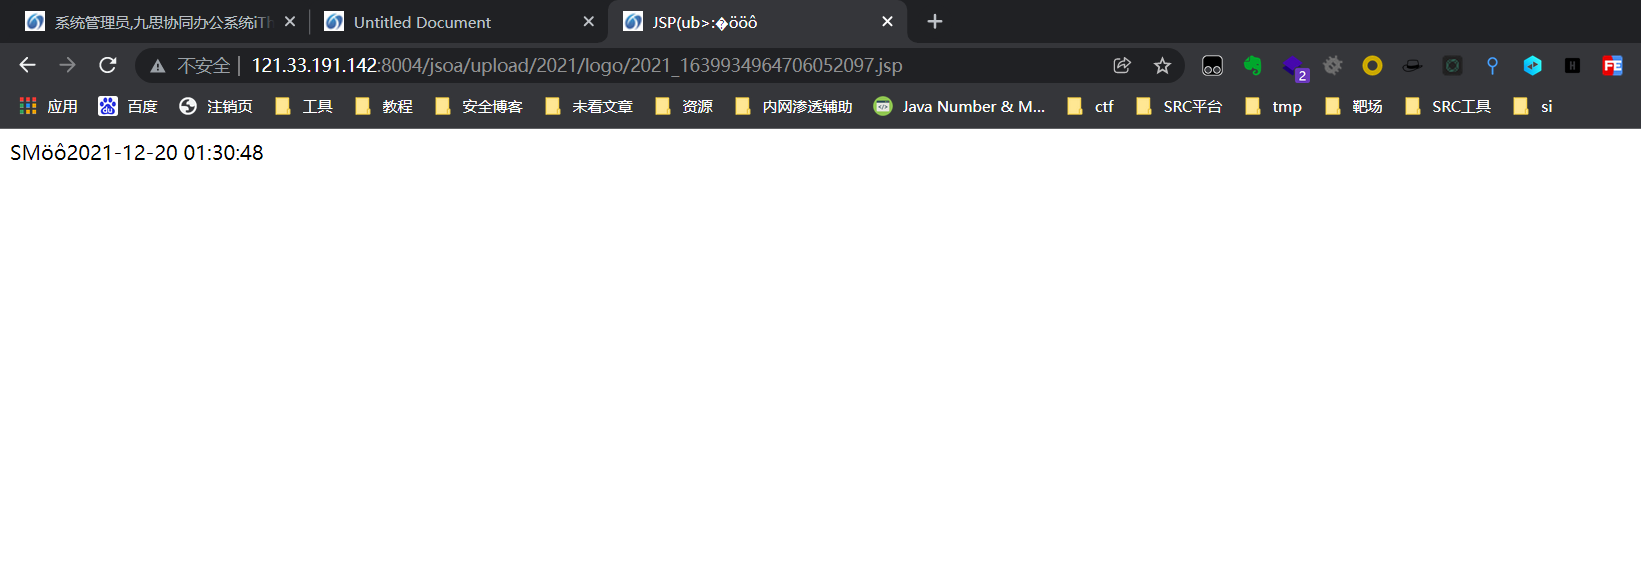 系统管理员,九思协同办公系统iTh
Untitled Document
JSP(ub>:�öööô
不安全 121.33.191.142:8004/jsoa/upload/2021/logo/2021_1639934964706052097.jsp
2
应用 百度 注销页 工具 教程 安全博客 未看文章 资源 内网渗透辅助 Java Number & M... ctf SRC平台 tmp 靶场 SRC工具 si
SMöô2021-12-20 01:30:48